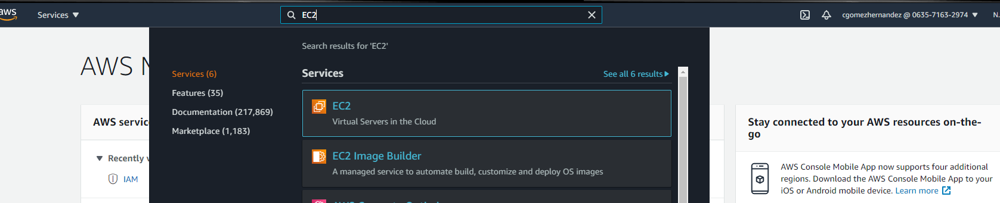 aws
Services ▼
EC2
cgomezhernandez @ 0635-7163-2974 ▼
N.
Search results for 'EC2'
AWS
Services (6)
Features (35)
Documentation (217,869)
Marketplace (1,183)
Services
See all 6 results
EC2
Virtual Servers in the Cloud
EC2 Image Builder
A managed service to automate build, customize and deploy OS images
AWS
Recently
IAM
Stay connected to your AWS resources on-the-
go
AWS Console Mobile App now supports four additional
regions. Download the AWS Console Mobile App to your
iOS or Android mobile device. Learn more